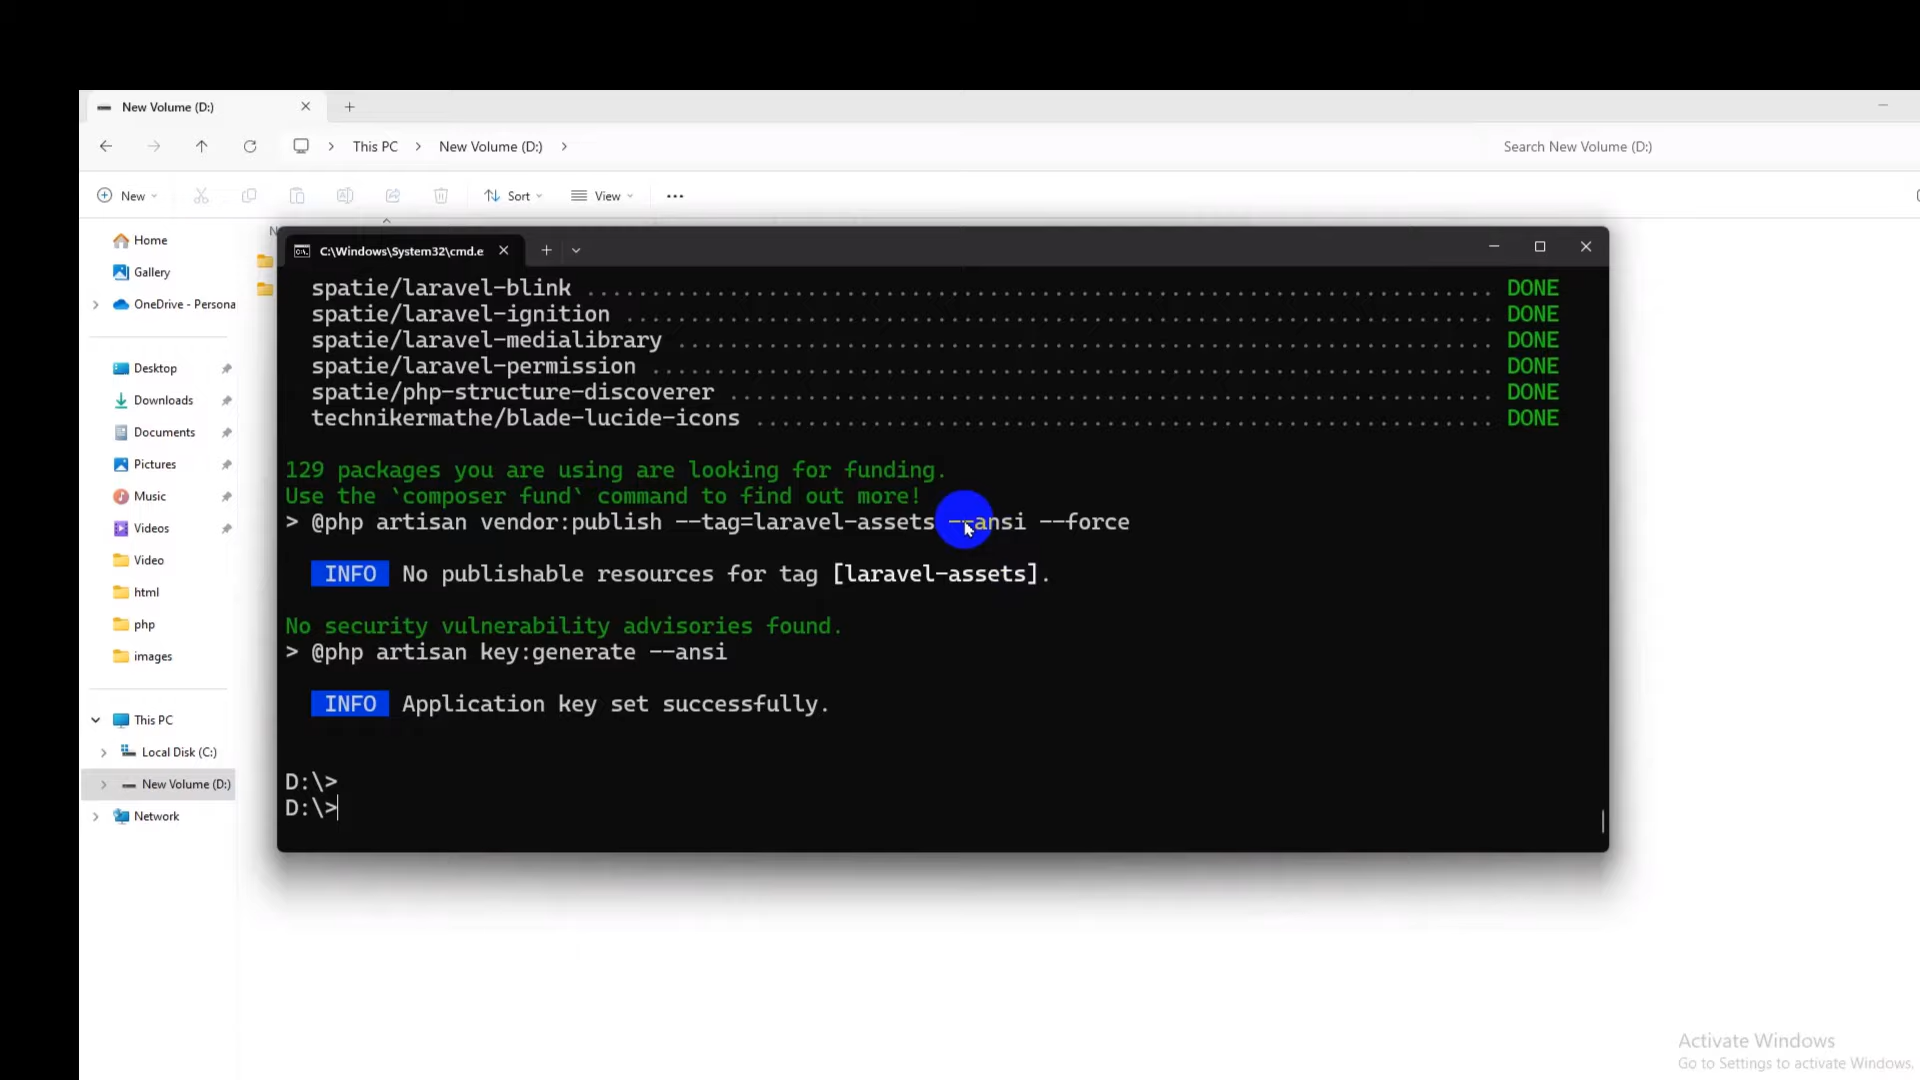 New Volume (D:)
This PC > New Volume (D:) >
Search New Volume (D:)
New
Sort
View
Home
Gallery
OneDrive - Persona
Desktop
Downloads
Documents
Pictures
Music
Videos
Video
html
php
images
This PC
Local Disk (C:)
New Volume (D:)
Network
N
C:\Windows\System32\cmd.e
spatie/laravel-blink ...................................................................... DONE
spatie/laravel-ignition ................................................................... DONE
spatie/laravel-medialibrary ............................................................... DONE
spatie/laravel-permission ................................................................. DONE
spatie/php-structure-discoverer ........................................................... DONE
technikermathe/blade-lucide-icons ......................................................... DONE
129 packages you are using are looking for funding.
Use the `composer fund` command to find out more!
> @php artisan vendor:publish --tag=laravel-assets --ansi --force
INFO No publishable resources for tag [laravel-assets].
No security vulnerability advisories found.
> @php artisan key:generate --ansi
INFO Application key set successfully.
D:\>
D:\>
Activate Windows
Go to Settings to activate Windows.